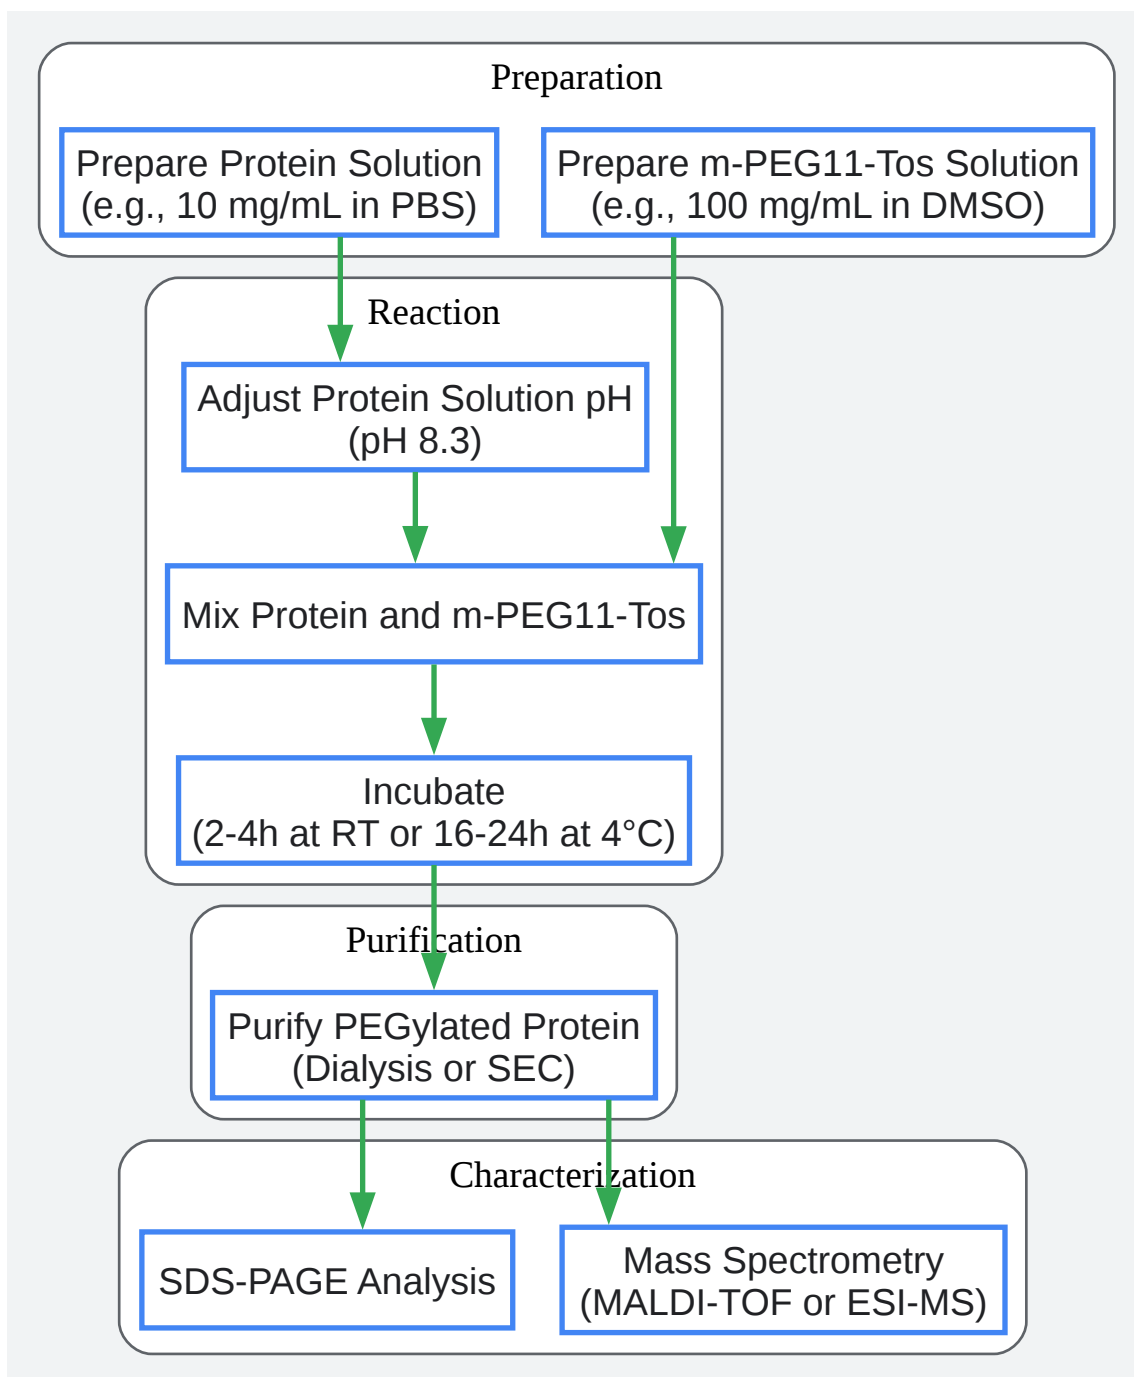 Preparation
Prepare Protein Solution
(e.g., 10 mg/mL in PBS)
Prepare m-PEG11-Tos Solution
(e.g., 100 mg/mL in DMSO)
Reaction
Adjust Protein Solution pH
(pH 8.3)
Mix Protein and m-PEG11-Tos
Incubate
(2-4h at RT or 16-24h at 4°C)
Purification
Purify PEGylated Protein
(Dialysis or SEC)
Characterization
SDS-PAGE Analysis
Mass Spectrometry
(MALDI-TOF or ESI-MS)